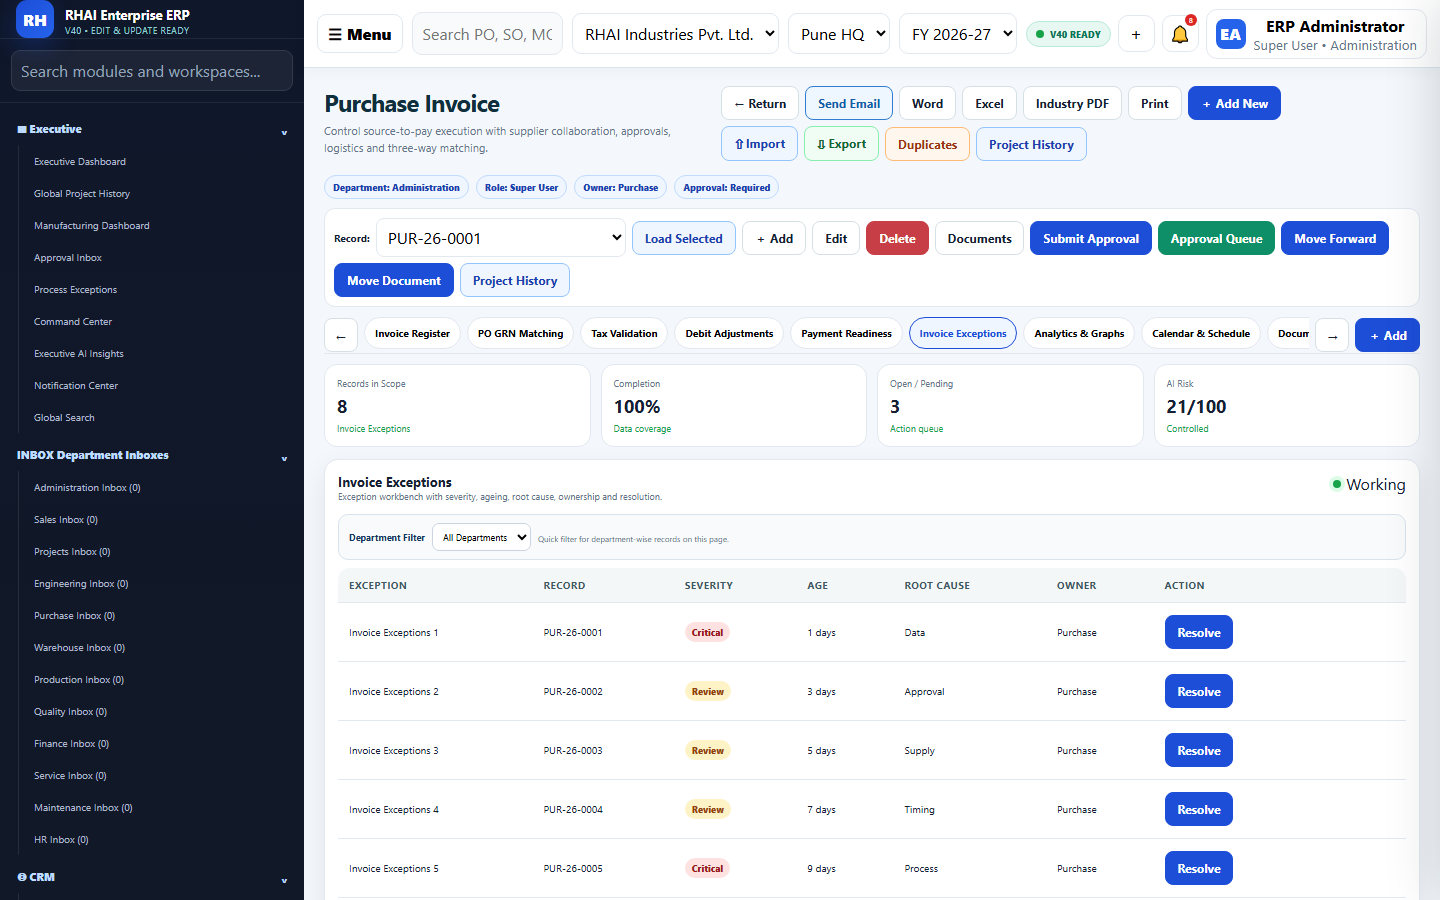 RH
RHAI Enterprise ERP
V40 • EDIT & UPDATE READY
Search modules and workspaces...
Executive
Executive Dashboard
Global Project History
Manufacturing Dashboard
Approval Inbox
Process Exceptions
Command Center
Executive AI Insights
Notification Center
Global Search
INBOX Department Inboxes
Administration Inbox (0)
Sales Inbox (0)
Projects Inbox (0)
Engineering Inbox (0)
Purchase Inbox (0)
Warehouse Inbox (0)
Production Inbox (0)
Quality Inbox (0)
Finance Inbox (0)
Service Inbox (0)
Maintenance Inbox (0)
HR Inbox (0)
CRM
☰ Menu
Search PO, SO, MO
RHAI Industries Pvt. Ltd.
Pune HQ
FY 2026-27
V40 READY
+
8
EA
ERP Administrator
Super User • Administration
Purchase Invoice
Control source-to-pay execution with supplier collaboration, approvals,
logistics and three-way matching.
← Return
Send Email
Word
Excel
Industry PDF
Print
+ Add New
⇧ Import
⇩ Export
Duplicates
Project History
Department: Administration
Role: Super User
Owner: Purchase
Approval: Required
Record:
PUR-26-0001
Load Selected
+ Add
Edit
Delete
Documents
Submit Approval
Approval Queue
Move Forward
Move Document
Project History
←
Invoice Register
PO GRN Matching
Tax Validation
Debit Adjustments
Payment Readiness
Invoice Exceptions
Analytics & Graphs
Calendar & Schedule
Docum
→
+ Add
Records in Scope
8
Invoice Exceptions
Completion
100%
Data coverage
Open / Pending
3
Action queue
AI Risk
21/100
Controlled
Invoice Exceptions
Exception workbench with severity, ageing, root cause, ownership and resolution.
Working
Department Filter
All Departments
Quick filter for department-wise records on this page.
EXCEPTION RECORD SEVERITY AGE ROOT CAUSE OWNER ACTION
Invoice Exceptions 1 PUR-26-0001 Critical 1 days Data Purchase Resolve
Invoice Exceptions 2 PUR-26-0002 Review 3 days Approval Purchase Resolve
Invoice Exceptions 3 PUR-26-0003 Review 5 days Supply Purchase Resolve
Invoice Exceptions 4 PUR-26-0004 Review 7 days Timing Purchase Resolve
Invoice Exceptions 5 PUR-26-0005 Critical 9 days Process Purchase Resolve